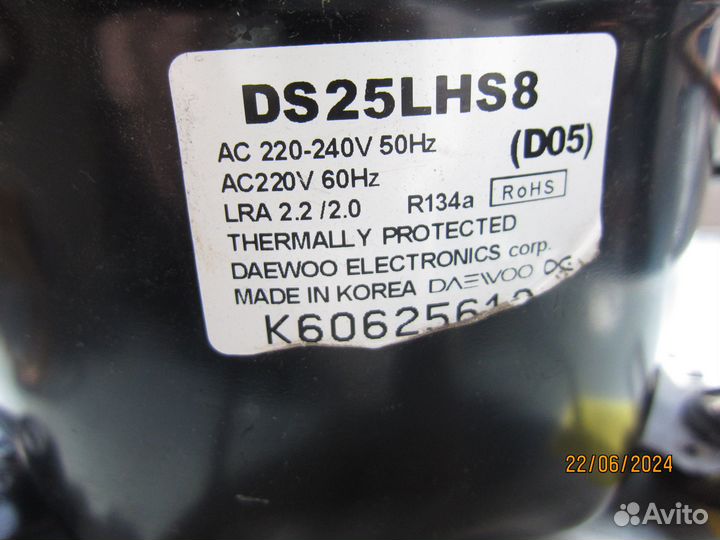 DS25LHS8
AC 220-240V 50Hz (D05)
AC220V 60Hz
LRA 2.2 /2.0 R134a RoHS
THERMALLY PROTECTED
DAEWOO ELECTRONICS corp.
MADE IN KOREA DAEWOO
22/06/2024
Avito